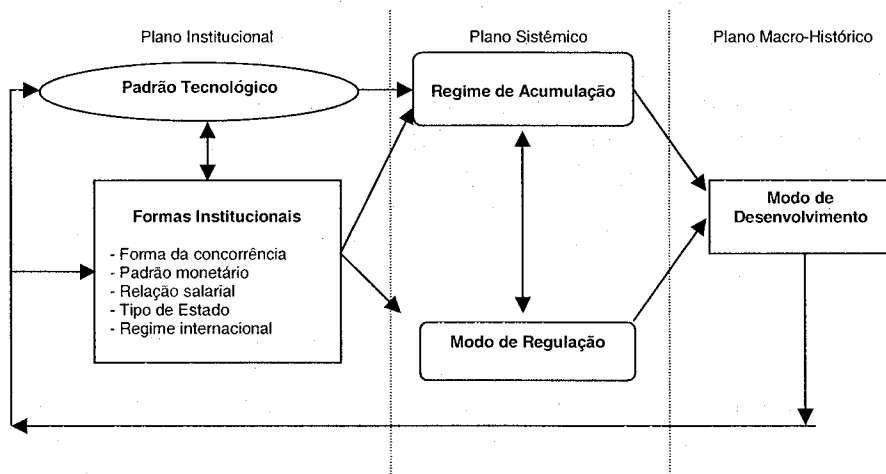 Plano Institucional
Plano Sistêmico
Plano Macro-Histórico
Padrão Tecnológico
Regime de Acumulação
Formas Institucionais
- Forma da concorrência
- Padrão monetário
- Relação salarial
- Tipo de Estado
- Regime internacional
Modo de
Desenvolvimento
Modo de Regulação